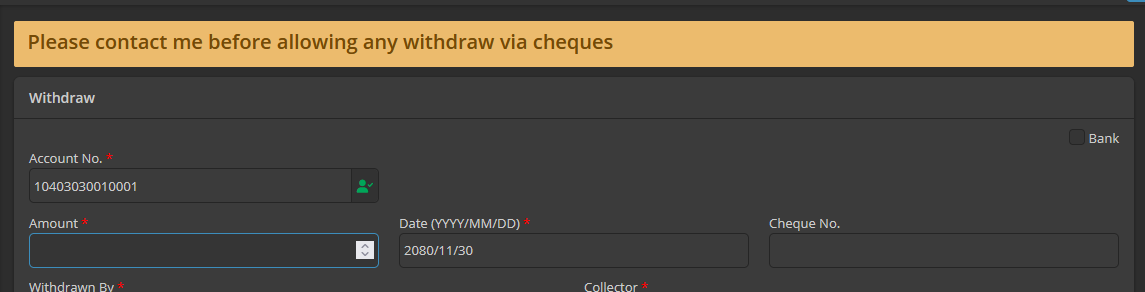 Please contact me before allowing any withdraw via cheques
Withdraw
Bank
Account No. *
10403030010001
Amount * Date (YYYY/MM/DD) * Cheque No.
2080/11/30
Withdrawn By * Collector *